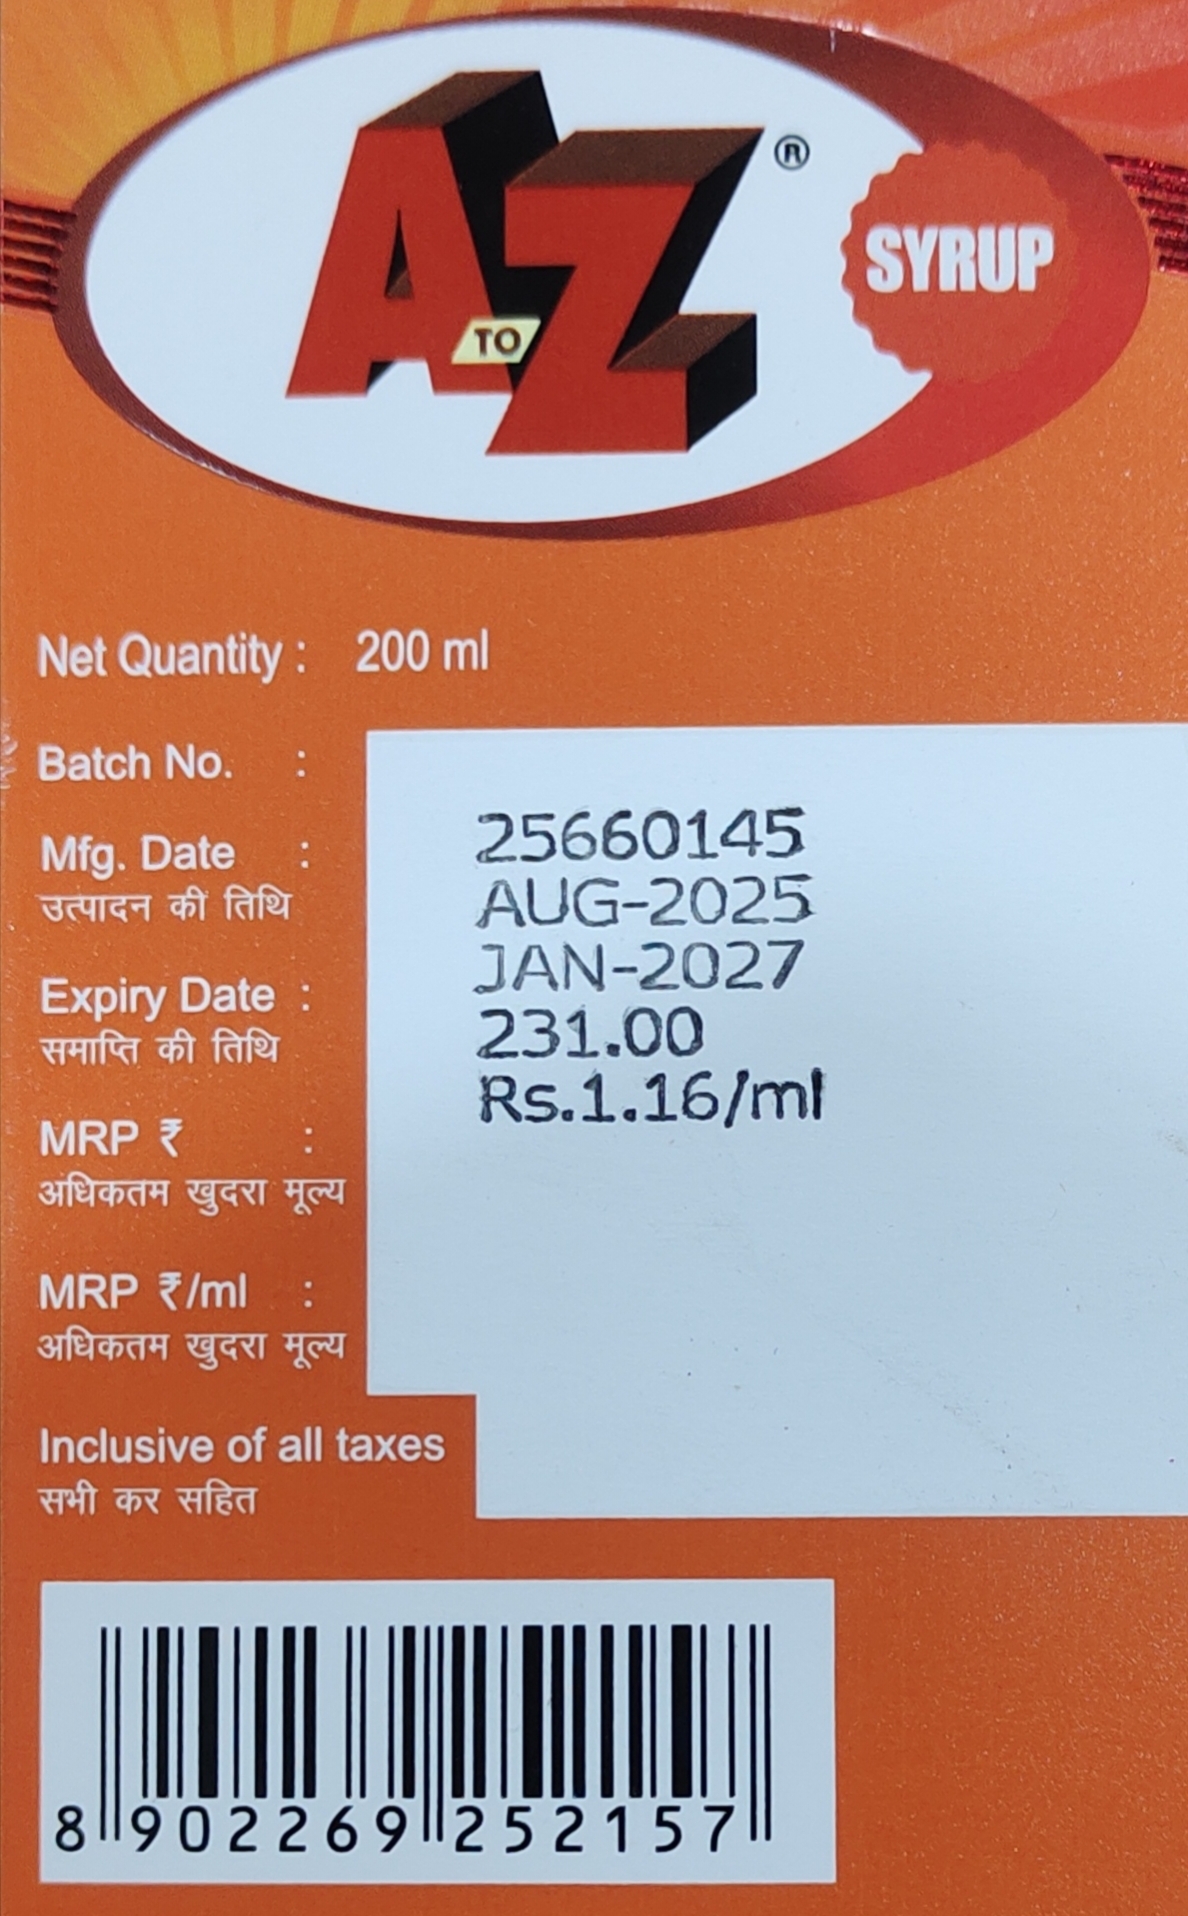 A TO Z ®
SYRUP
Net Quantity : 200 ml
Batch No. :
25660145
Mfg. Date :
उत्पादन की तिथि
AUG-2025
Expiry Date :
समाप्ति की तिथि
JAN-2027
MRP ₹ :
अधिकतम खुदरा मूल्य
231.00
MRP ₹/ml :
अधिकतम खुदरा मूल्य
Rs.1.16/ml
Inclusive of all taxes
सभी कर सहित
8 902269 252157